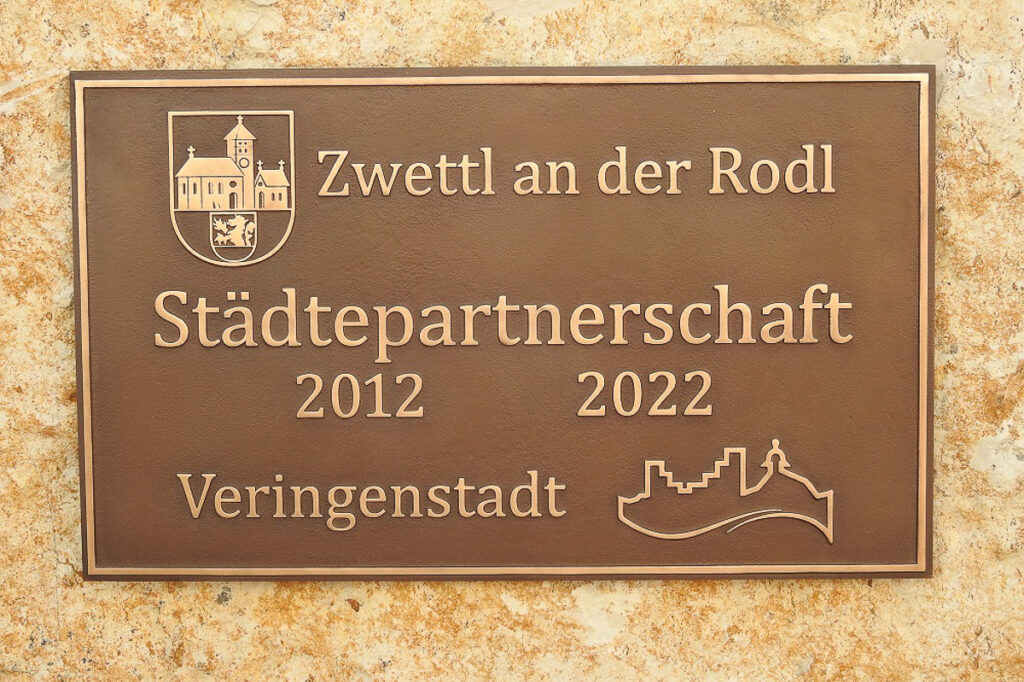 Zwettl an der Rodl
Städtepartnerschaft
2012 2022
Veringenstadt